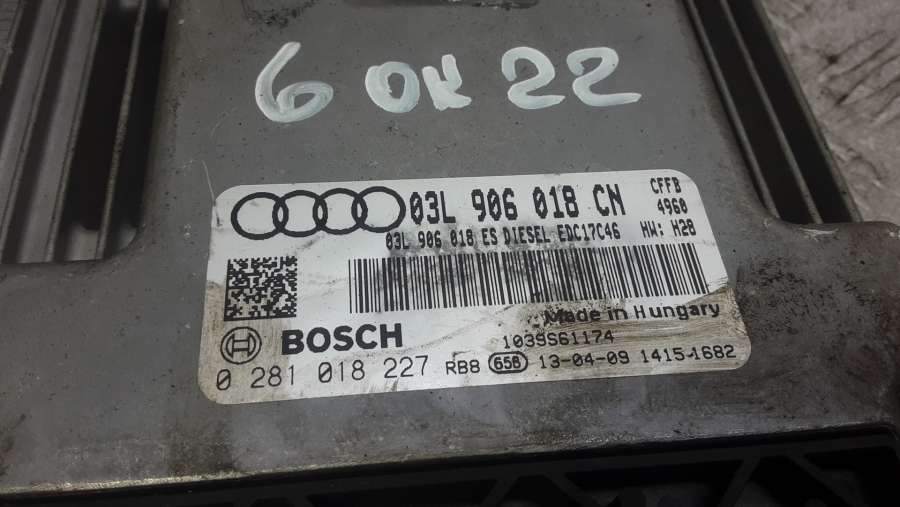 6 OK 22
03L 906 018 CN CFFB
4960
03L 906 018 ES DIESEL EDC17C46 HW: H28
Made in Hungary
BOSCH 1039S61174
0 281 018 227 RB8 656 13-04-09 1415-1682